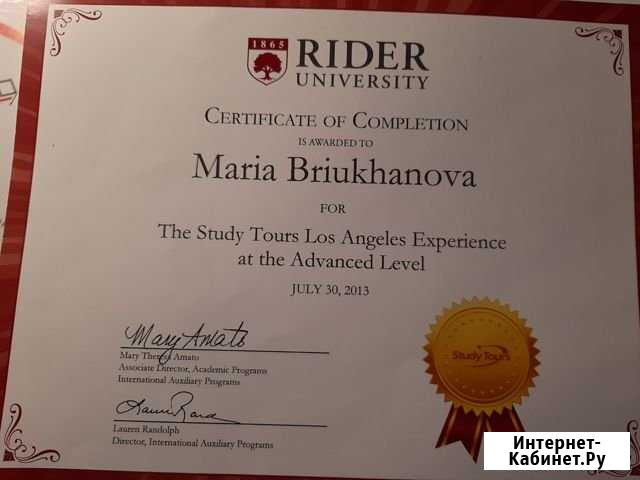 1865
RIDER
UNIVERSITY
CERTIFICATE OF COMPLETION
IS AWARDED TO
Maria Briukhanova
FOR
The Study Tours Los Angeles Experience
at the Advanced Level
JULY 30, 2013
Mary Amato
Mary Theresa Amato
Associate Director, Academic Programs
International Auxiliary Programs
Lauren Randolph
Director, International Auxiliary Programs
Study Tours
Интернет-
Кабинет.Ру